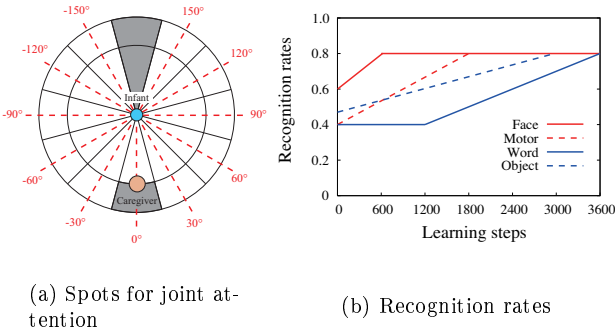 -150°
150°
-120°
120°
Infant
-90°
90°
-60°
60°
Caregiver
-30°
30°
0°
1.0
0.8
0.6
0.4
0.2
0
Recognition rates
Face
Motor
Word
Object
0 600 1200 1800 2400 3000 3600
Learning steps
(a) Spots for joint at-
tention
(b) Recognition rates